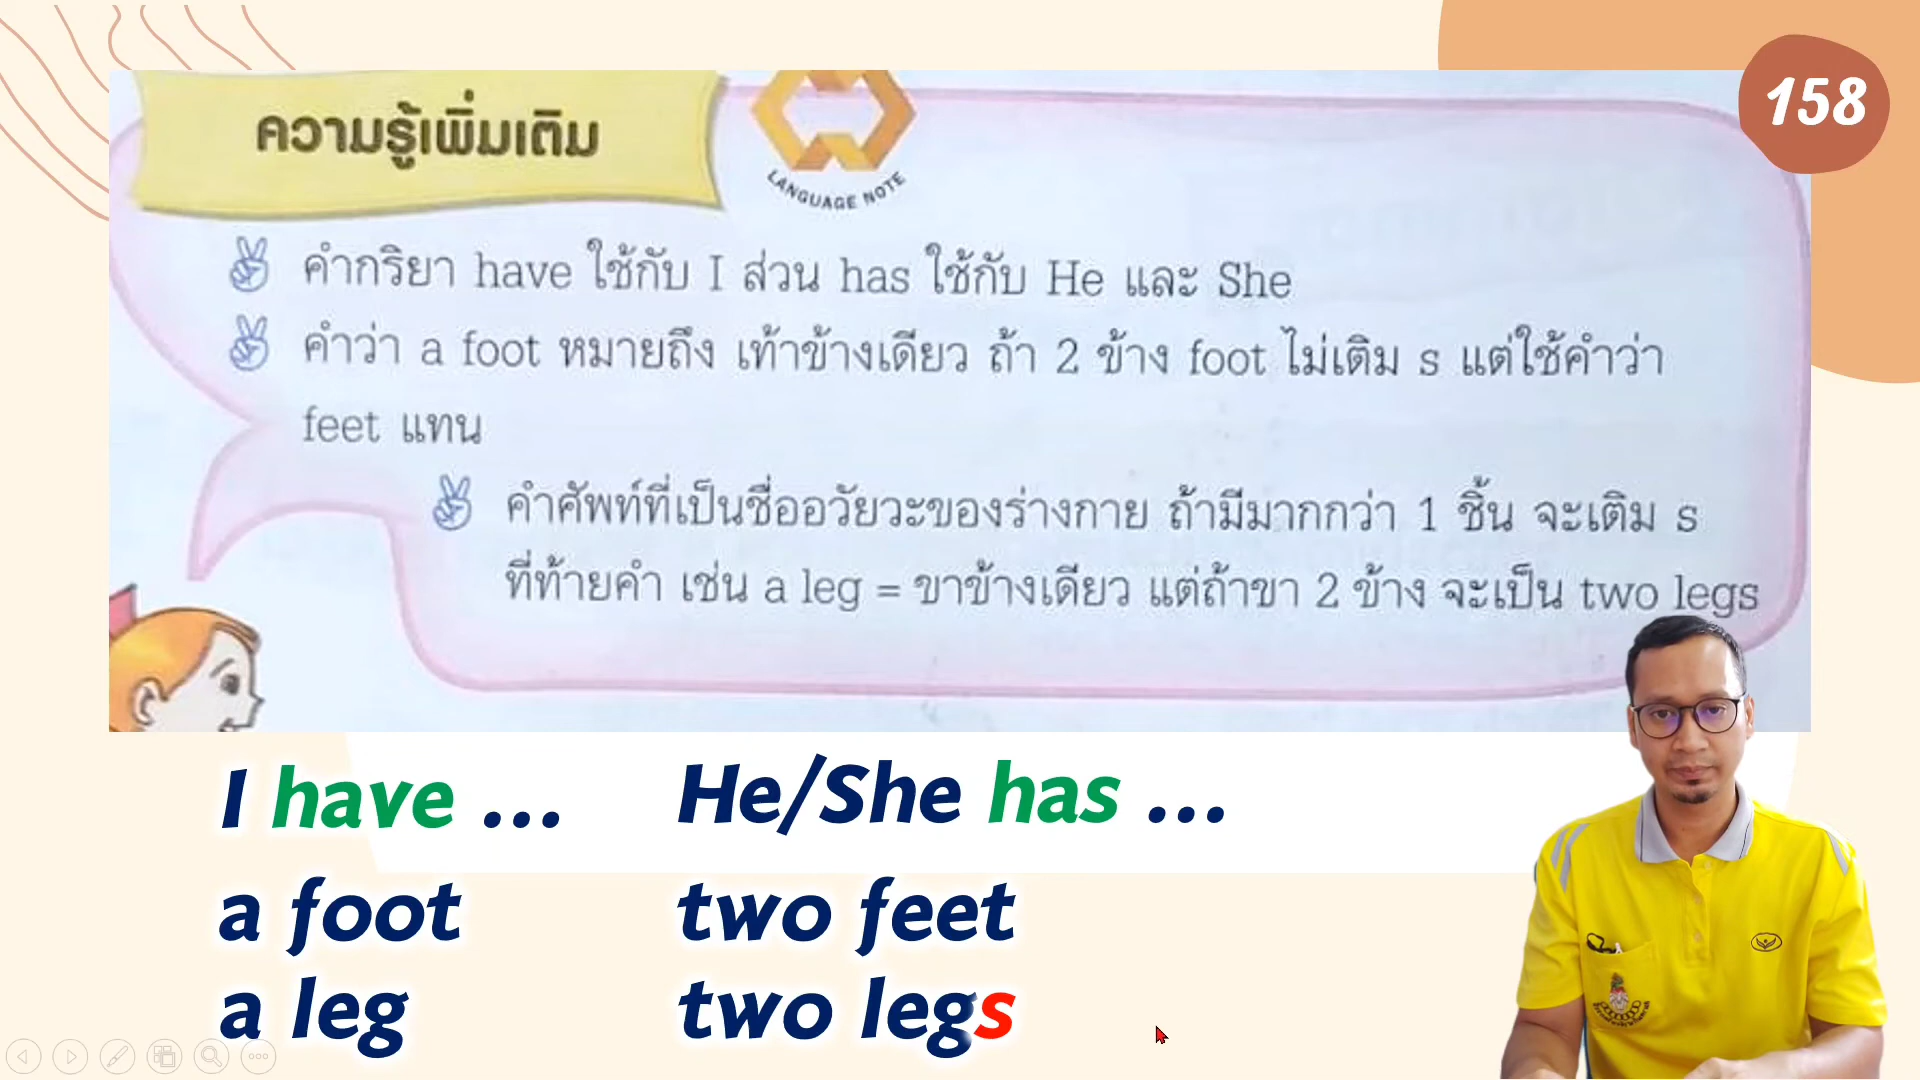 158
ความรู้เพิ่มเติม
LANGUAGE NOTE
คำกริยา have ใช้กับ I ส่วน has ใช้กับ He และ She
คำว่า a foot หมายถึง เท้าข้างเดียว ถ้า 2 ข้าง foot ไม่เติม s แต่ใช้คำว่า
feet แทน
คำศัพท์ที่เป็นชื่ออวัยวะของร่างกาย ถ้ามีมากกว่า 1 ชิ้น จะเติม s
ที่ท้ายคำ เช่น a leg = ขาข้างเดียว แต่ถ้าขา 2 ข้าง จะเป็น two legs
I have ...
He/She has ...
a foot
two feet
a leg
two legs